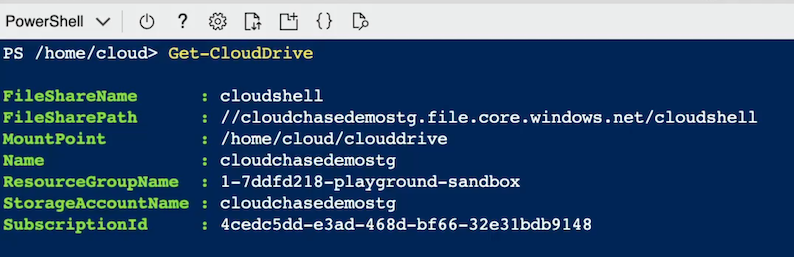 PowerShell
PS /home/cloud> Get-CloudDrive
FileShareName : cloudshell
FileSharePath : //cloudchasedemostg.file.core.windows.net/cloudshell
MountPoint : /home/cloud/clouddrive
Name : cloudchasedemostg
ResourceGroupName : 1-7ddfd218-playground-sandbox
StorageAccountName : cloudchasedemostg
SubscriptionId : 4cedc5dd-e3ad-468d-bf66-32e31bdb9148